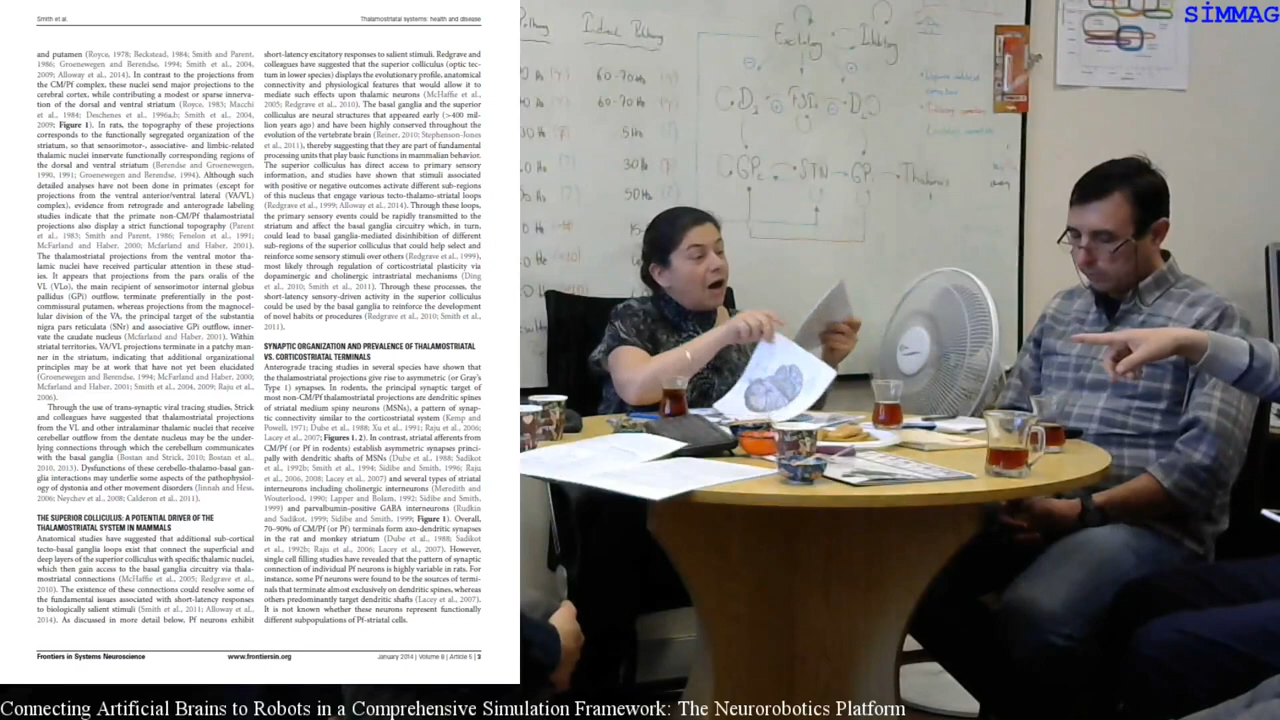 Smith et al.
Thalamostriatal systems: health and disease
and putamen (Royce, 1978; Beckstead, 1984; Smith and Parent,
1986; Groenewegen and Berendse, 1994; Smith et al., 2004,
2009; Alloway et al., 2014). In contrast to the projections from
the CM/Pf complex, these nuclei send major projections to the
cerebral cortex, while contributing a modest or sparse innerva-
tion of the dorsal and ventral striatum (Royce, 1983; Macchi
et al., 1984; Deschenes et al., 1996a,b; Smith et al., 2004,
2009; Figure 1). In rats, the topography of these projections
corresponds to the functionally segregated organization of the
striatum, so that sensorimotor-, associative- and limbic-related
thalamic nuclei innervate functionally corresponding regions of
the dorsal and ventral striatum (Berendse and Groenewegen,
1990, 1991; Groenewegen and Berendse, 1994). Although such
detailed analyses have not been done in primates (except for
projections from the ventral anterior/ventral lateral (VA/VL)
complex), evidence from retrograde and anterograde labeling
studies indicate that the primate non-CM/Pf thalamostriatal
projections also display a strict functional topography (Parent
et al., 1983; Smith and Parent, 1986; Fenelon et al., 1991;
McFarland and Haber, 2000; Mcfarland and Haber, 2001).
The thalamostriatal projections from the ventral motor tha-
lamic nuclei have received particular attention in these stud-
ies. It appears that projections from the pars oralis of the
VL (VLo), the main recipient of sensorimotor internal globus
pallidus (GPi) outflow, terminate preferentially in the post-
commissural putamen, whereas projections from the magnocel-
lular division of the VA, the principal target of the substantia
nigra pars reticulata (SNr) and associative GPi outflow, inner-
vate the caudate nucleus (Mcfarland and Haber, 2001). Within
striatal territories, VA/VL projections terminate in a patchy man-
ner in the striatum, indicating that additional organizational
principles may be at work that have not yet been elucidated
(Groenewegen and Berendse, 1994; McFarland and Haber, 2000;
Mcfarland and Haber, 2001; Smith et al., 2004, 2009; Raju et al.,
2006).
Through the use of trans-synaptic viral tracing studies, Strick
and colleagues have suggested that thalamostriatal projections
from the VL and other intralaminar thalamic nuclei that receive
cerebellar outflow from the dentate nucleus may be the under-
lying connections through which the cerebellum communicates
with the basal ganglia (Bostan and Strick, 2010; Bostan et al.,
2010, 2013). Dysfunctions of these cerebello-thalamo-basal gan-
glia interactions may underlie some aspects of the pathophysiol-
ogy of dystonia and other movement disorders (Jinnah and Hess,
2006; Neychev et al., 2008; Calderon et al., 2011).
THE SUPERIOR COLLICULUS: A POTENTIAL DRIVER OF THE
THALAMOSTRIATAL SYSTEM IN MAMMALS
Anatomical studies have suggested that additional sub-cortical
tecto-basal ganglia loops exist that connect the superficial and
deep layers of the superior colliculus with specific thalamic nuclei,
which then gain access to the basal ganglia circuitry via thala-
mostriatal connections (McHaffie et al., 2005; Redgrave et al.,
2010). The existence of these connections could resolve some of
the fundamental issues associated with short-latency responses
to biologically salient stimuli (Smith et al., 2011; Alloway et al.,
2014). As discussed in more detail below, Pf neurons exhibit
short-latency excitatory responses to salient stimuli. Redgrave and
colleagues have suggested that the superior colliculus (optic tec-
tum in lower species) displays the evolutionary profile, anatomical
connectivity and physiological features that would allow it to
mediate such effects upon thalamic neurons (McHaffie et al.,
2005; Redgrave et al., 2010). The basal ganglia and the superior
colliculus are neural structures that appeared early (>400 mil-
lion years ago) and have been highly conserved throughout the
evolution of the vertebrate brain (Reiner, 2010; Stephenson-Jones
et al., 2011), thereby suggesting that they are part of fundamental
processing units that play basic functions in mammalian behavior.
The superior colliculus has direct access to primary sensory
information, and studies have shown that stimuli associated
with positive or negative outcomes activate different sub-regions
of this nucleus that engage various tecto-thalamo-striatal loops
(Redgrave et al., 1999; Alloway et al., 2014). Through these loops,
the primary sensory events could be rapidly transmitted to the
striatum and affect the basal ganglia circuitry which, in turn,
could lead to basal ganglia-mediated disinhibition of different
sub-regions of the superior colliculus that could help select and
reinforce some sensory stimuli over others (Redgrave et al., 1999),
most likely through regulation of corticostriatal plasticity via
dopaminergic and cholinergic intrastriatal mechanisms (Ding
et al., 2010; Smith et al., 2011). Through these processes, the
short-latency sensory-driven activity in the superior colliculus
could be used by the basal ganglia to reinforce the development
of novel habits or procedures (Redgrave et al., 2010; Smith et al.,
2011).
SYNAPTIC ORGANIZATION AND PREVALENCE OF THALAMOSTRIATAL
VS. CORTICOSTRIATAL TERMINALS
Anterograde tracing studies in several species have shown that
the thalamostriatal projections give rise to asymmetric (or Gray's
Type 1) synapses. In rodents, the principal synaptic target of
most non-CM/Pf thalamostriatal projections are dendritic spines
of striatal medium spiny neurons (MSNs), a pattern of synap-
tic connectivity similar to the corticostriatal system (Kemp and
Powell, 1971; Dube et al., 1988; Xu et al., 1991; Raju et al., 2006;
Lacey et al., 2007; Figures 1, 2). In contrast, striatal afferents from
CM/Pf (or Pf in rodents) establish asymmetric synapses princi-
pally with dendritic shafts of MSNs (Dube et al., 1988; Sadikot
et al., 1992b; Smith et al., 1994; Sidibe and Smith, 1996; Raju
et al., 2006, 2008; Lacey et al., 2007) and several types of striatal
interneurons including cholinergic interneurons (Meredith and
Wouterlood, 1990; Lapper and Bolam, 1992; Sidibe and Smith,
1999) and parvalbumin-positive GABA interneurons (Rudkin
and Sadikot, 1999; Sidibe and Smith, 1999; Figure 1). Overall,
70–90% of CM/Pf (or Pf) terminals form axo-dendritic synapses
in the rat and monkey striatum (Dube et al., 1988; Sadikot
et al., 1992b; Raju et al., 2006; Lacey et al., 2007). However,
single cell filling studies have revealed that the pattern of synaptic
connection of individual Pf neurons is highly variable in rats. For
instance, some Pf neurons were found to be the sources of termi-
nals that terminate almost exclusively on dendritic spines, whereas
others predominantly target dendritic shafts (Lacey et al., 2007).
It is not known whether these neurons represent functionally
different subpopulations of Pf-striatal cells.
Frontiers in Systems Neuroscience
www.frontiersin.org
January 2014 | Volume 8 | Article 5 | 3
SİMMAG
Pathway
Indirect Pathway
60-70 Hz
60-70 Hz
5 Hz
30 Hz
50 Hz
D2
FSI
GPe
STN
GPi
Thalamus
Connecting Artificial Brains to Robots in a Comprehensive Simulation Framework: The Neurorobotics Platform